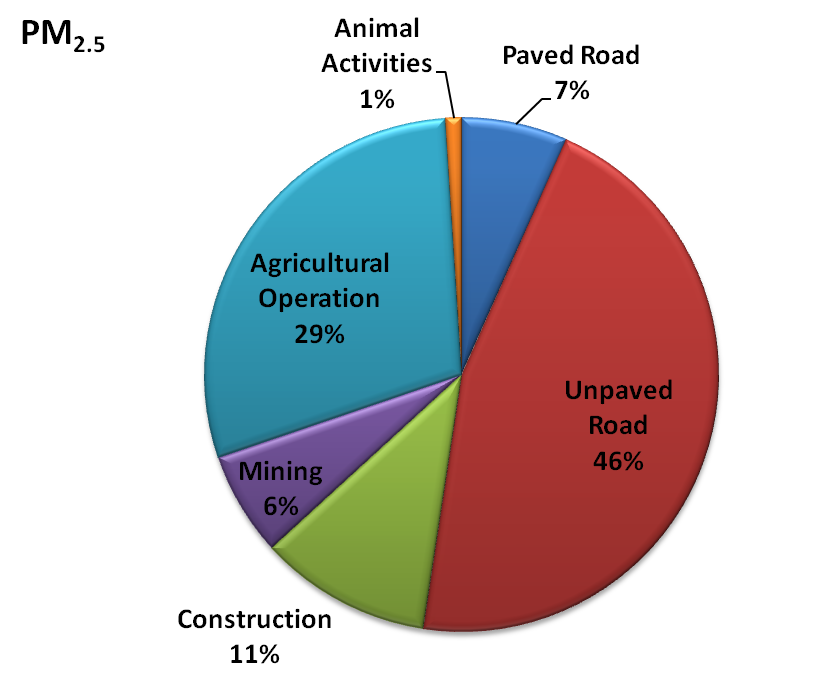 PM2.5
Animal
Activities
1%
Paved Road
7%
Agricultural
Operation
29%
Unpaved
Road
46%
Mining
6%
Construction
11%